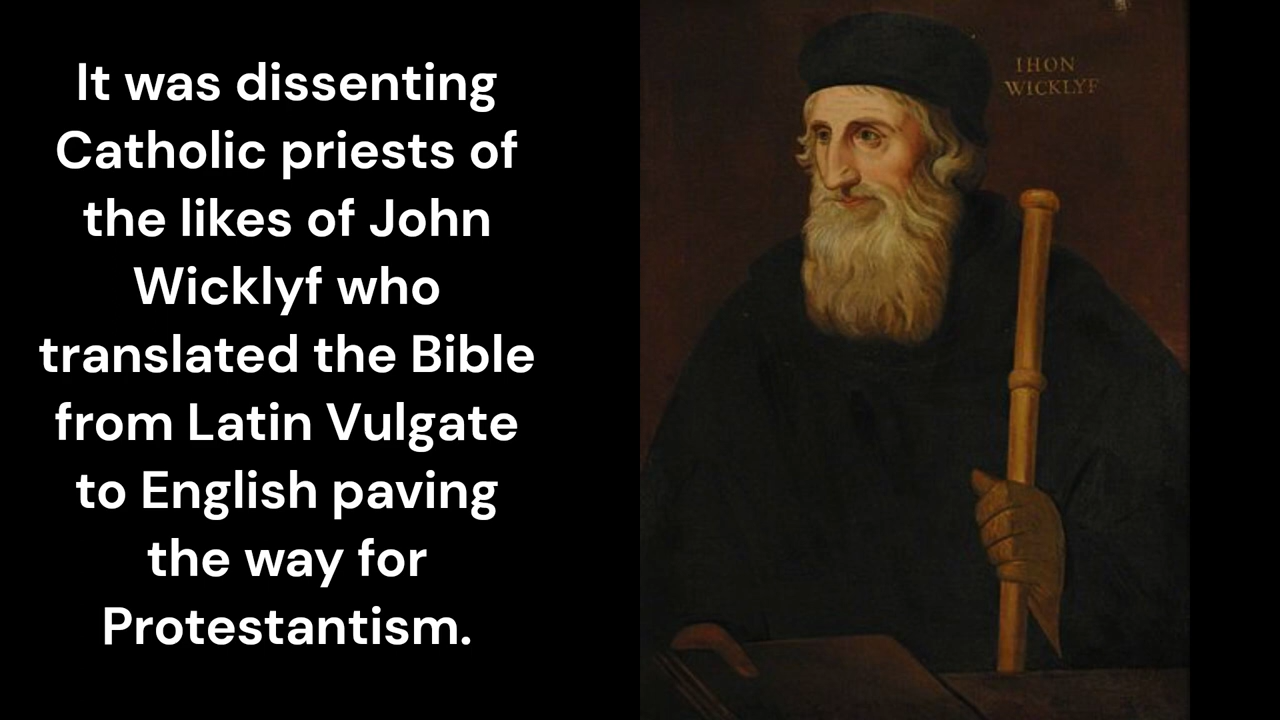 It was dissenting
Catholic priests of
the likes of John
Wicklyf who
translated the Bible
from Latin Vulgate
to English paving
the way for
Protestantism.
IHON
WICKLYF